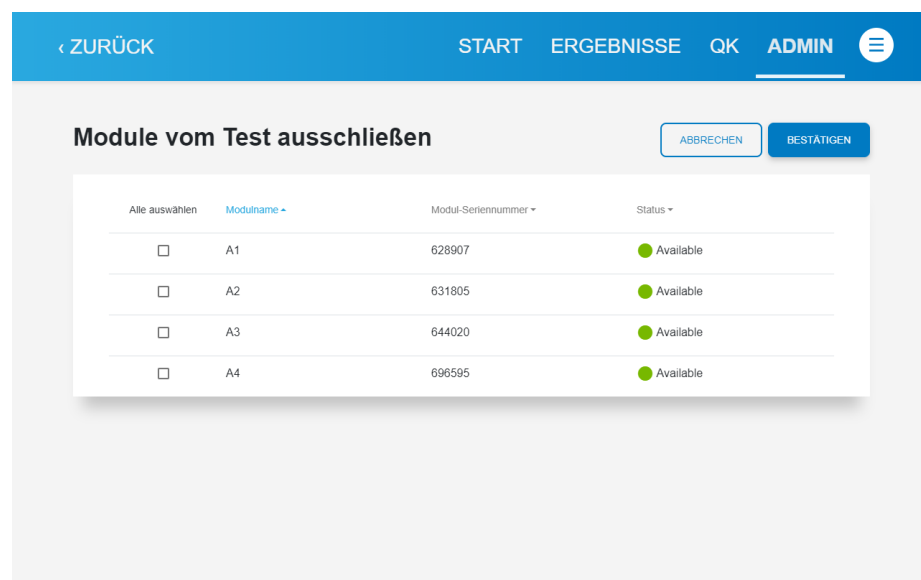 ‹ ZURÜCK START ERGEBNISSE QK ADMIN
Module vom Test ausschließen ABBRECHEN BESTÄTIGEN
Alle auswählen Modulname Modul-Seriennummer Status
A1 628907 Available
A2 631805 Available
A3 644020 Available
A4 696595 Available